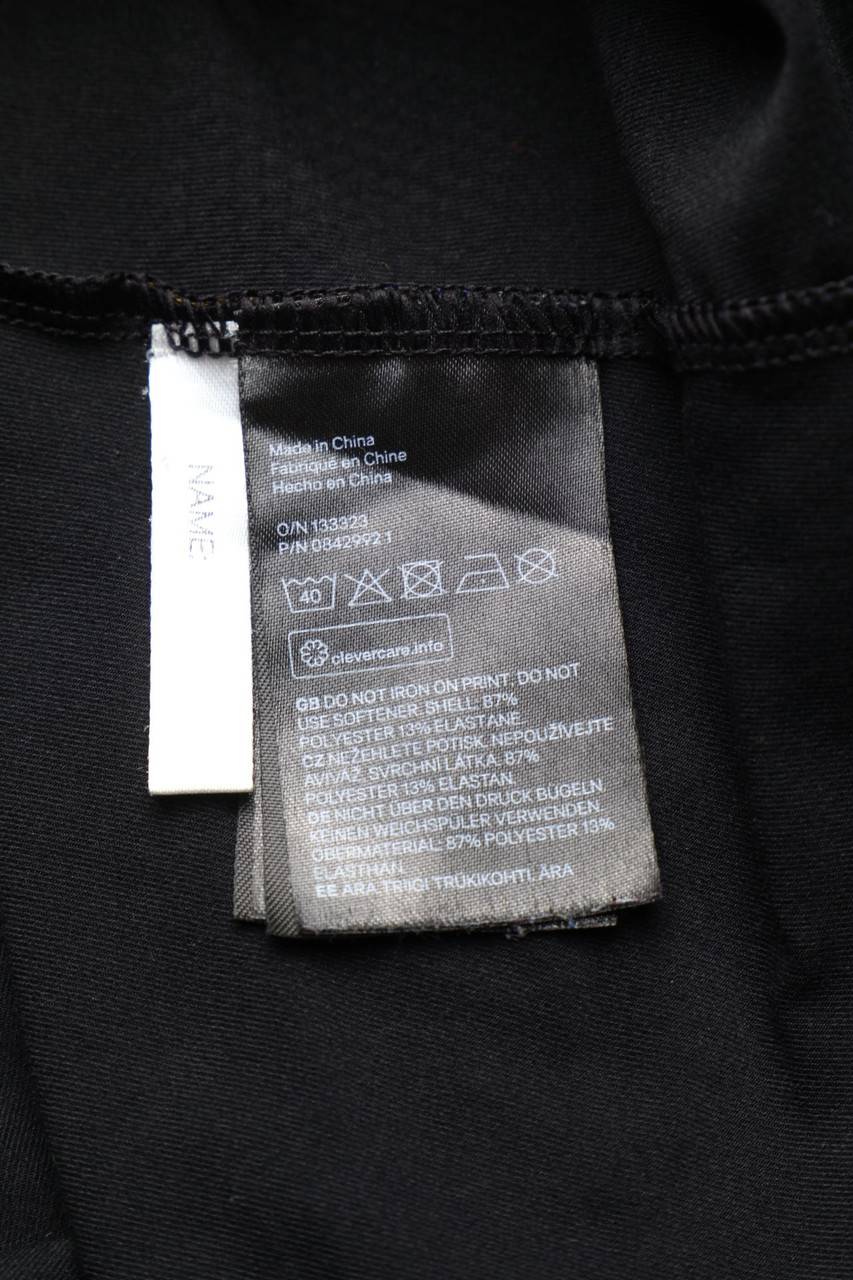 NAME:
Made in China
Fabriqué en Chine
Hecho en China
O/N 133323
P/N 0842992 1
40
clevercare.info
GB DO NOT IRON ON PRINT, DO NOT
USE SOFTENER. SHELL: 87%
POLYESTER 13% ELASTANE.
CZ NEŽEHLETE POTISK. NEPOUŽÍVEJTE
AVIVÁŽ. SVRCHNÍ LÁTKA: 87%
POLYESTER 13% ELASTAN.
DE NICHT ÜBER DEN DRUCK BÜGELN.
KEINEN WEICHSPÜLER VERWENDEN.
OBERMATERIAL: 87% POLYESTER 13%
ELASTHAN.
EE ÄRA TRIIGI TRÜKIKOHTI, ÄRA